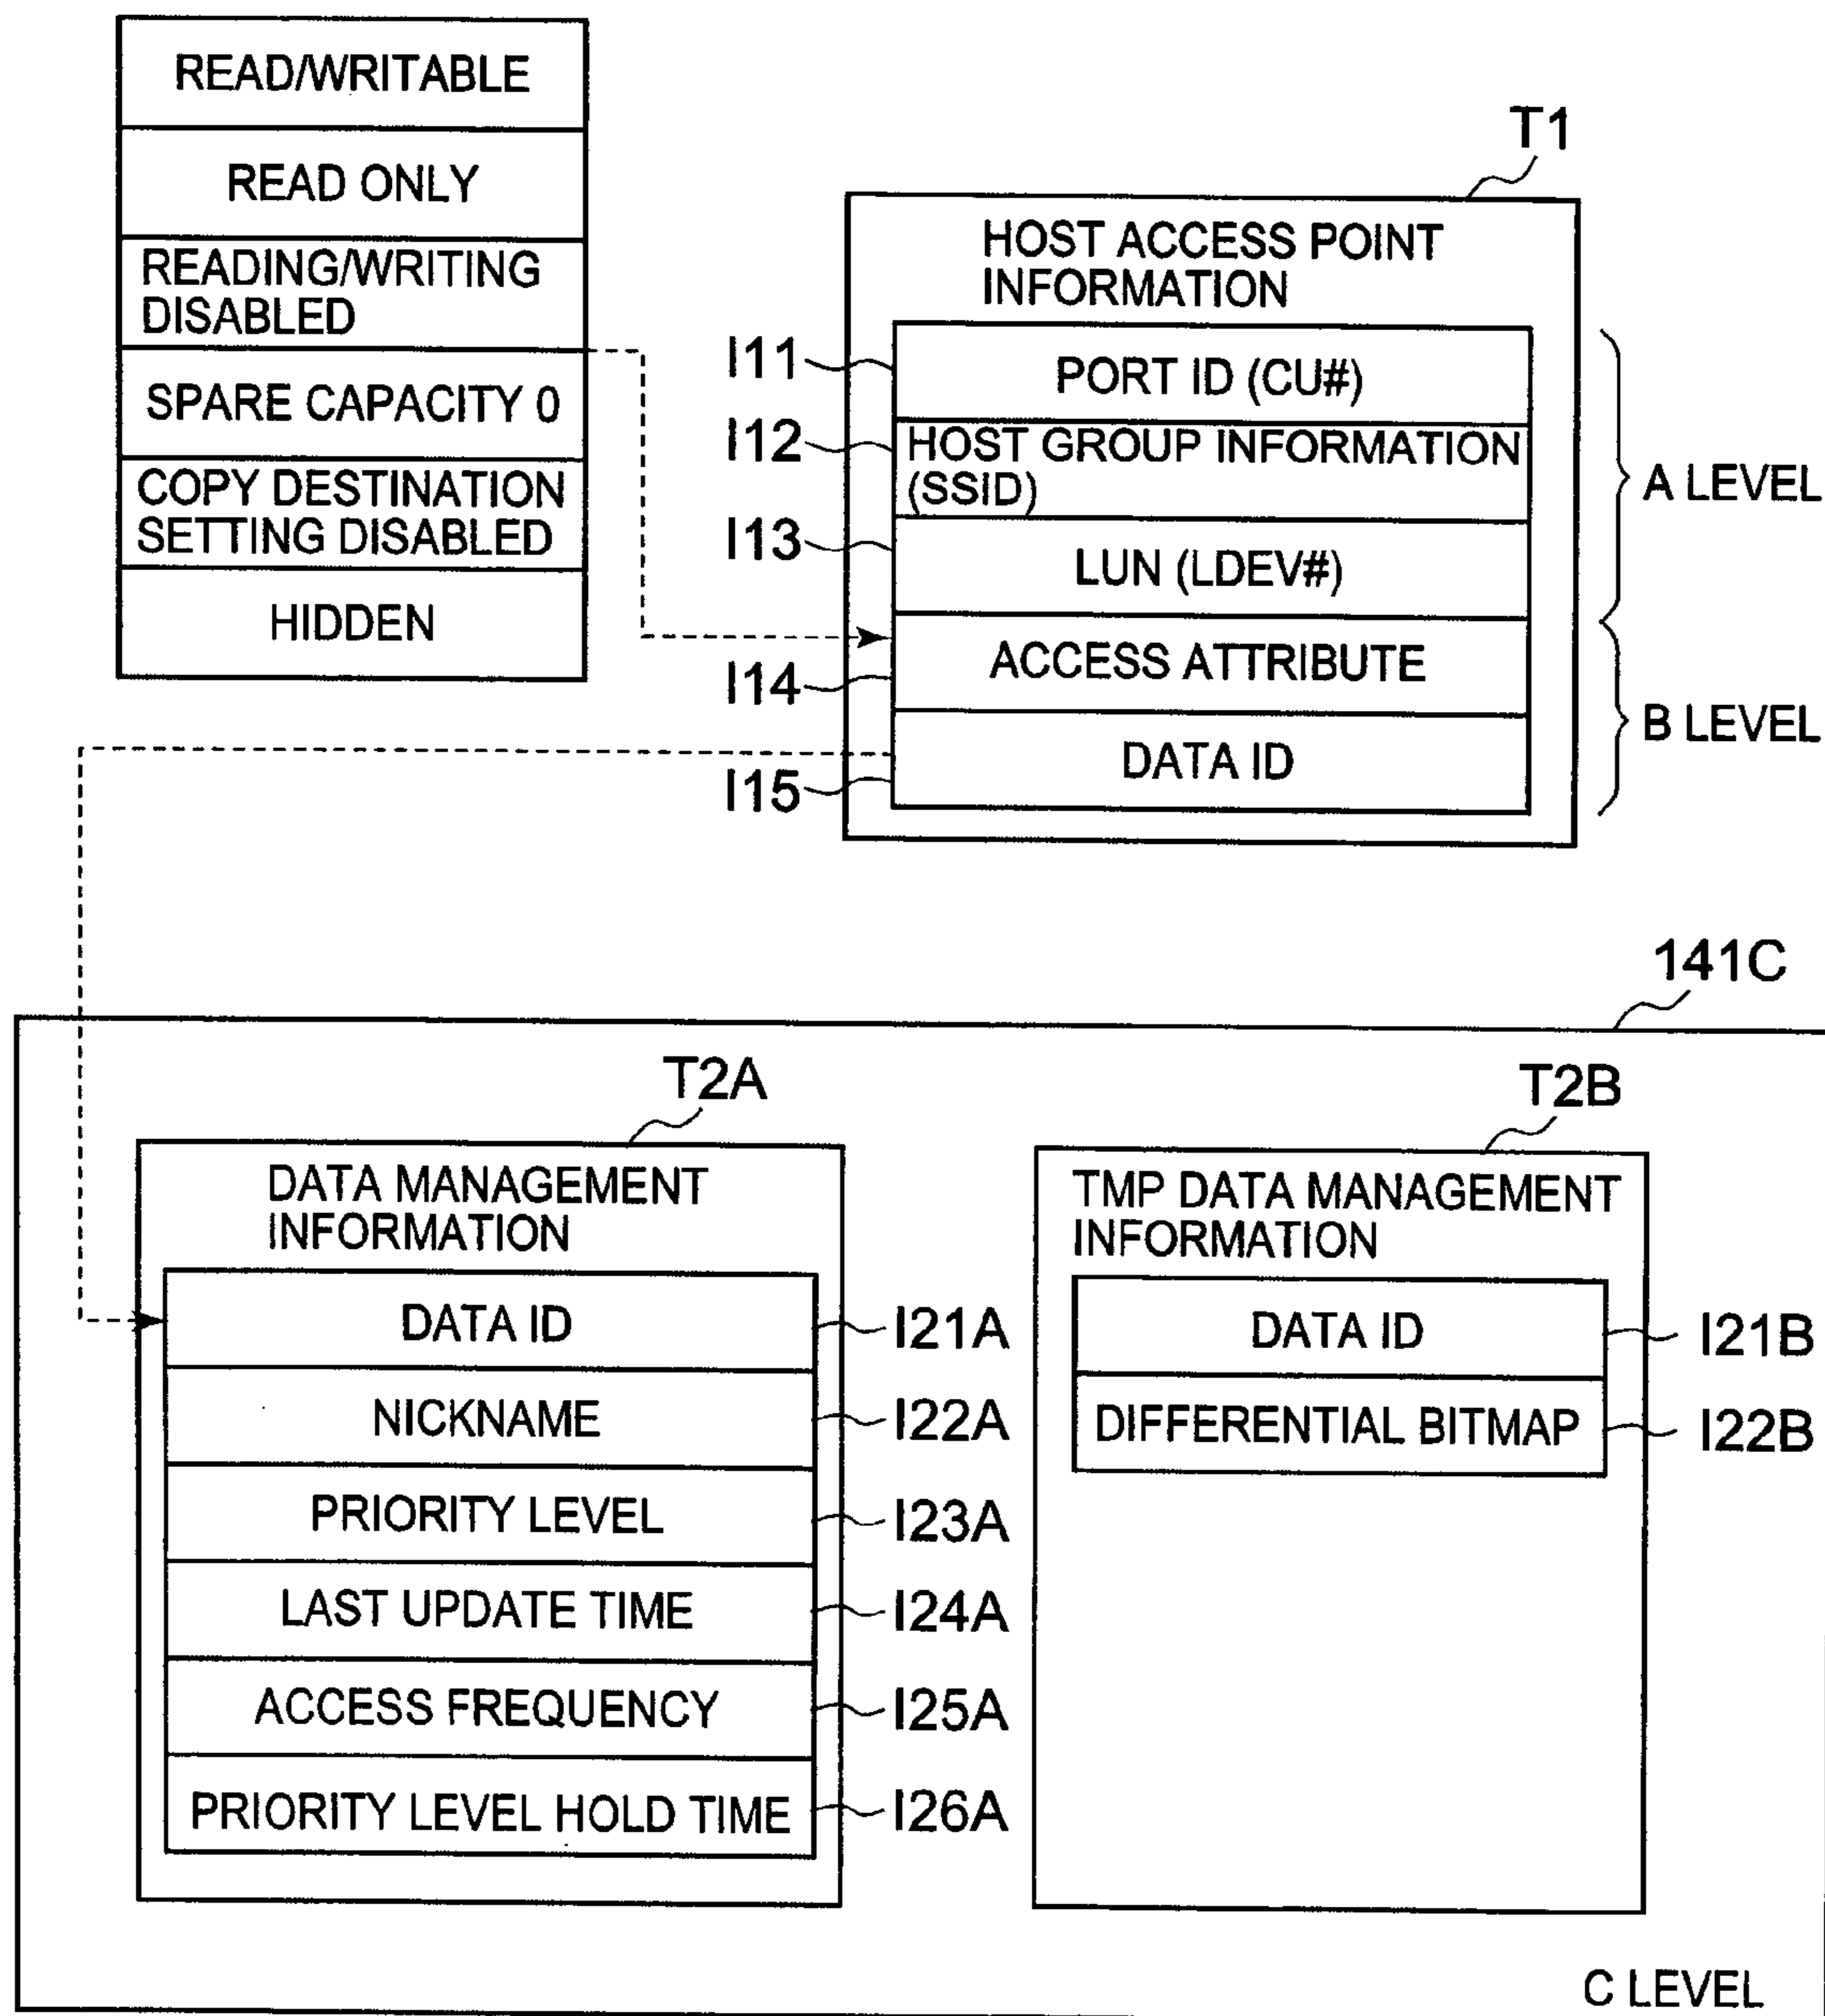 READ/WRITABLE
READ ONLY
READING/WRITING
DISABLED
SPARE CAPACITY 0
COPY DESTINATION
SETTING DISABLED
HIDDEN
T1
HOST ACCESS POINT
INFORMATION
I11
PORT ID (CU#)
I12
HOST GROUP INFORMATION
(SSID)
I13
LUN (LDEV#)
A LEVEL
I14
ACCESS ATTRIBUTE
I15
DATA ID
B LEVEL
141C
T2A
DATA MANAGEMENT
INFORMATION
DATA ID
I21A
NICKNAME
I22A
PRIORITY LEVEL
I23A
LAST UPDATE TIME
I24A
ACCESS FREQUENCY
I25A
PRIORITY LEVEL HOLD TIME
I26A
T2B
TMP DATA MANAGEMENT
INFORMATION
DATA ID
I21B
DIFFERENTIAL BITMAP
I22B
C LEVEL